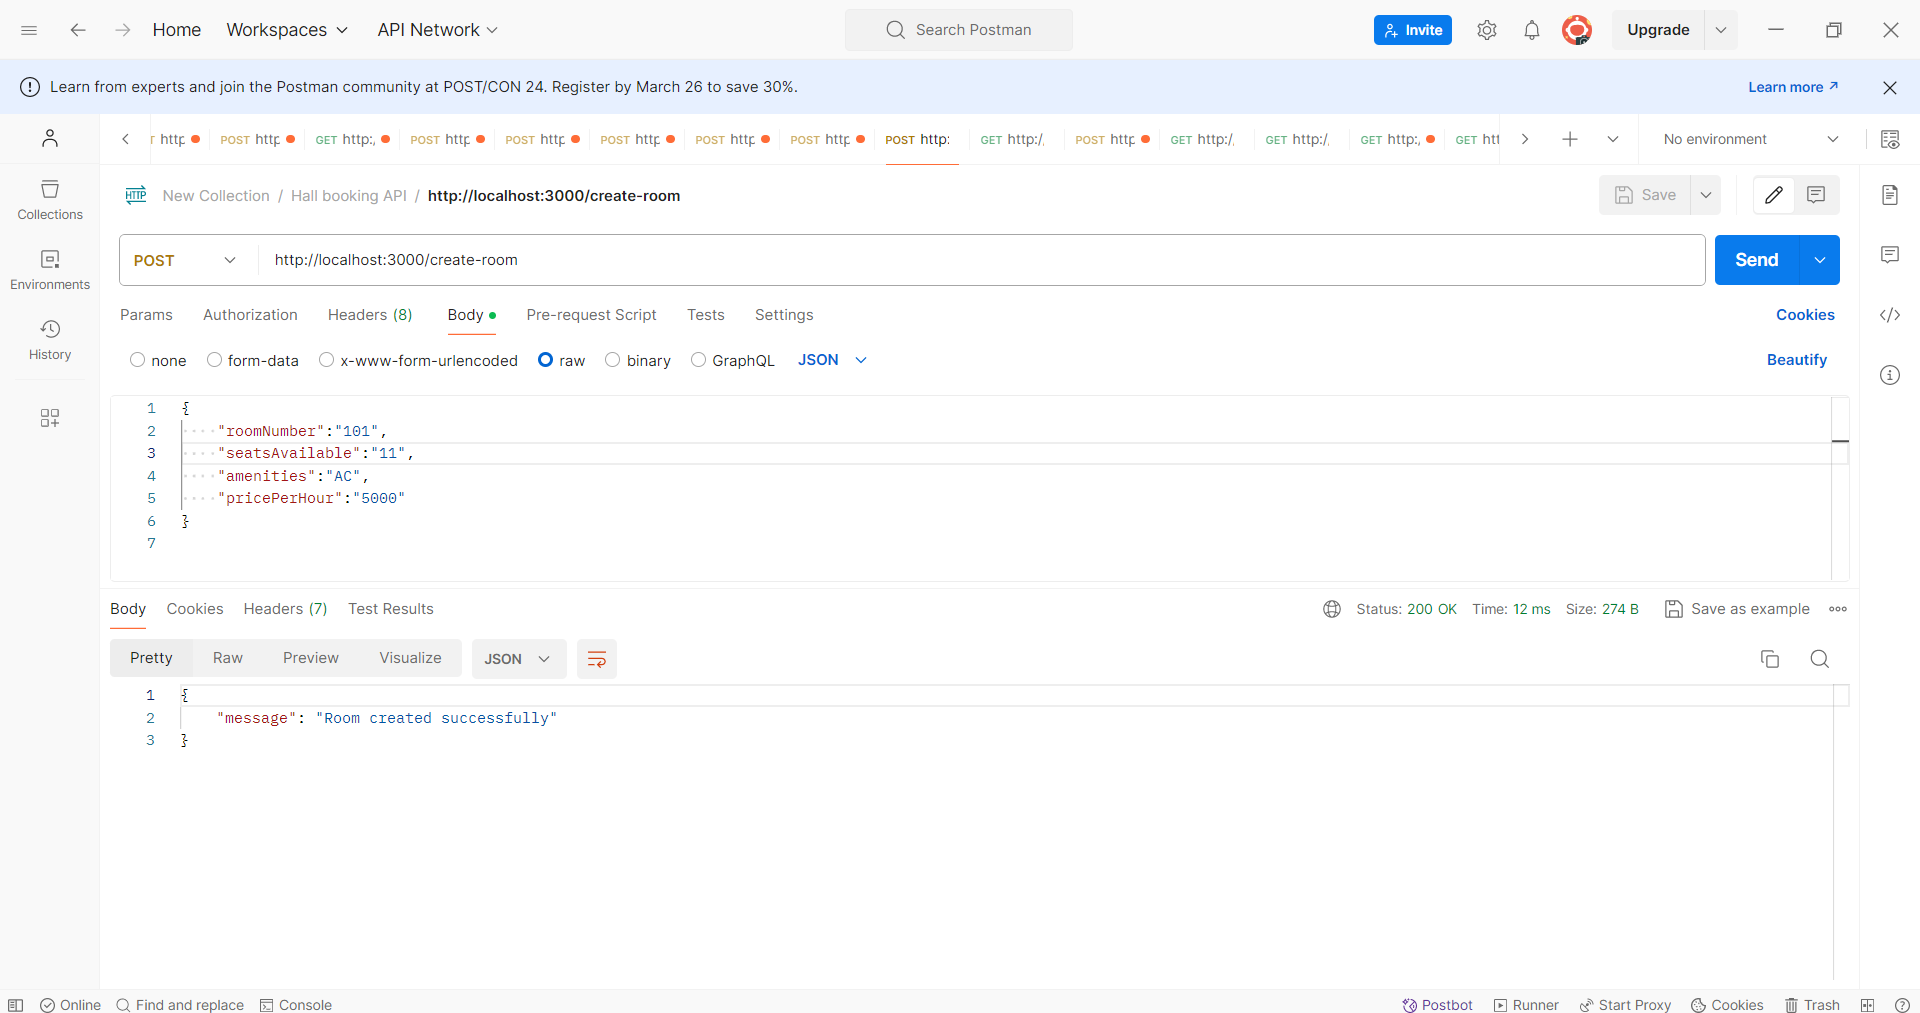 Home Workspaces API Network Search Postman Invite Upgrade
Learn from experts and join the Postman community at POST/CON 24. Register by March 26 to save 30%. Learn more
http POST http GET http:, POST http POST http POST http POST http POST http POST http: GET http:/, POST http GET http:/, GET http:/, GET http:, GET htt No environment
HTTP New Collection / Hall booking API / http://localhost:3000/create-room Save
Collections
POST http://localhost:3000/create-room Send
Environments
Params Authorization Headers (8) Body Pre-request Script Tests Settings Cookies
History
none form-data x-www-form-urlencoded raw binary GraphQL JSON Beautify
1 {
2 "roomNumber":"101",
3 "seatsAvailable":"11",
4 "amenities":"AC",
5 "pricePerHour":"5000"
6 }
7
Body Cookies Headers (7) Test Results Status: 200 OK Time: 12 ms Size: 274 B Save as example
Pretty Raw Preview Visualize JSON
1 {
2 "message": "Room created successfully"
3 }
Online Find and replace Console Postbot Runner Start Proxy Cookies Trash